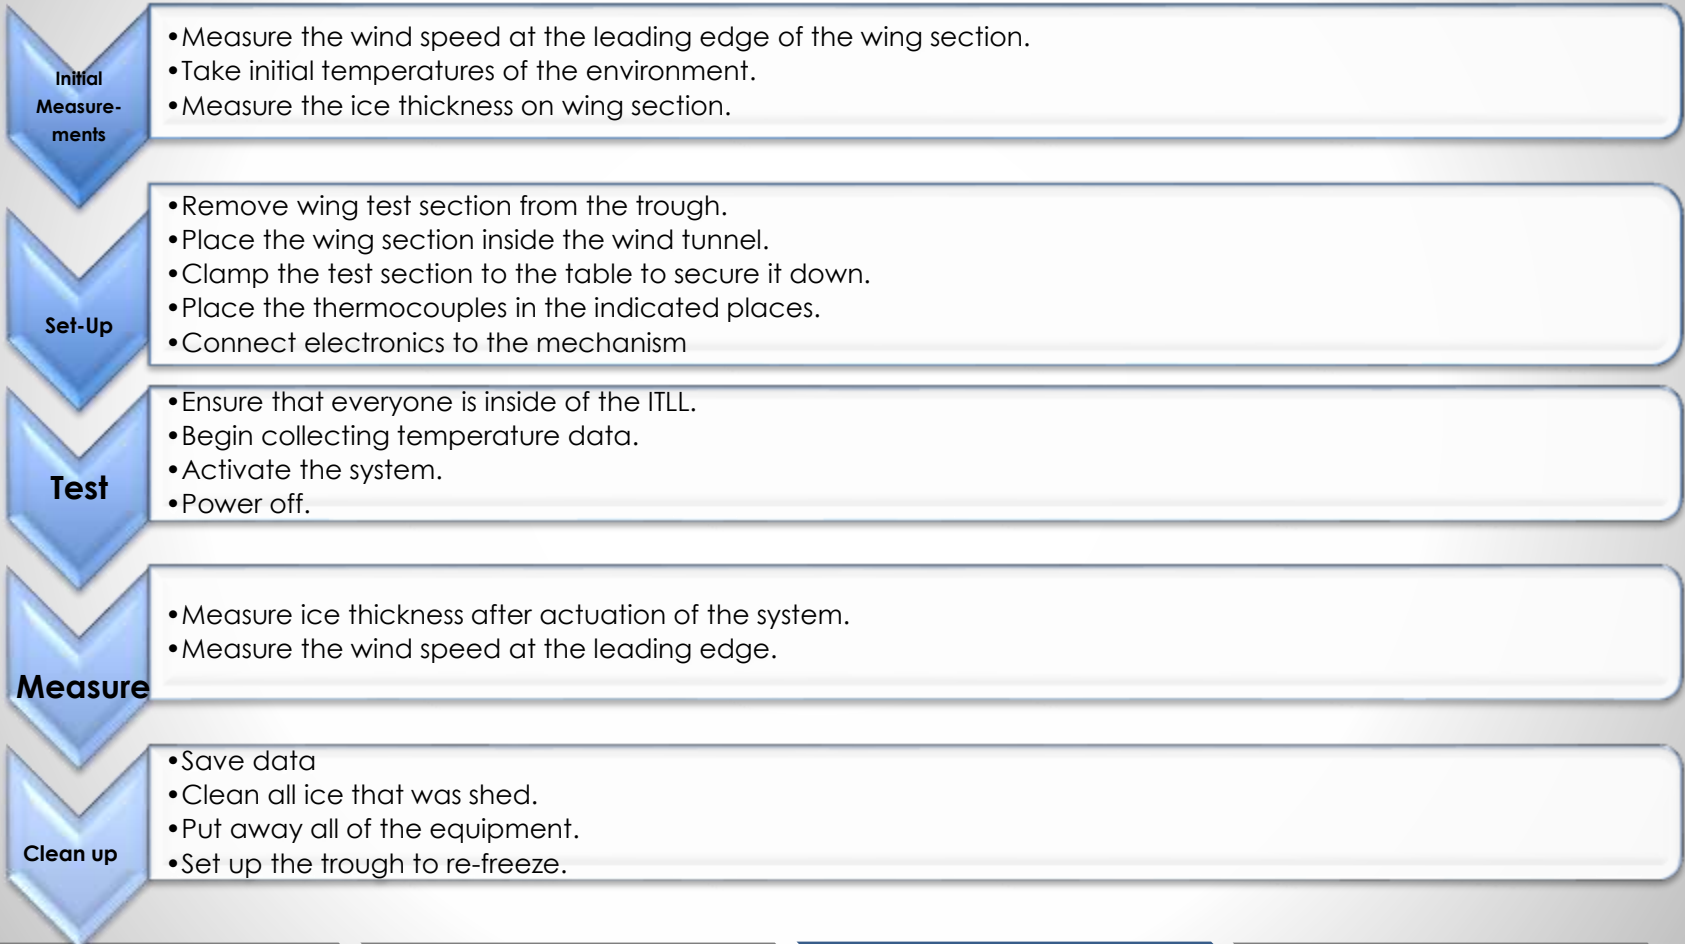 Initial
Measure-
ments
•Measure the wind speed at the leading edge of the wing section.
•Take initial temperatures of the environment.
•Measure the ice thickness on wing section.
Set-Up
•Remove wing test section from the trough.
•Place the wing section inside the wind tunnel.
•Clamp the test section to the table to secure it down.
•Place the thermocouples in the indicated places.
•Connect electronics to the mechanism
Test
•Ensure that everyone is inside of the ITLL.
•Begin collecting temperature data.
•Activate the system.
•Power off.
Measure
•Measure ice thickness after actuation of the system.
•Measure the wind speed at the leading edge.
Clean up
•Save data
•Clean all ice that was shed.
•Put away all of the equipment.
•Set up the trough to re-freeze.